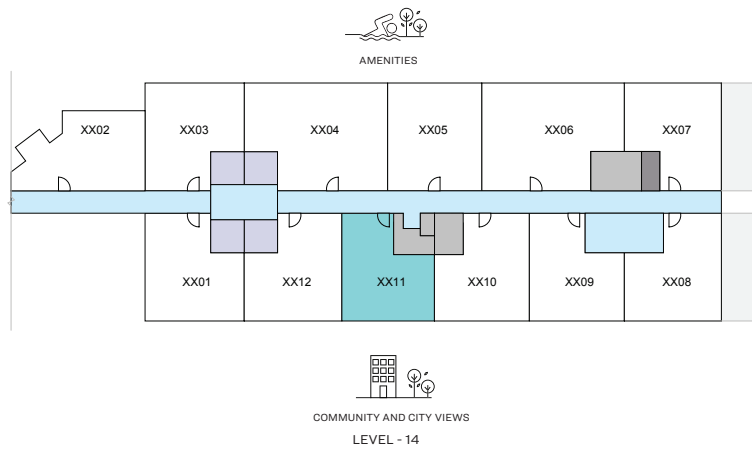 AMENITIES
XX02 XX03 XX04 XX05 XX06 XX07
XX01 XX12 XX11 XX10 XX09 XX08
COMMUNITY AND CITY VIEWS
LEVEL - 14